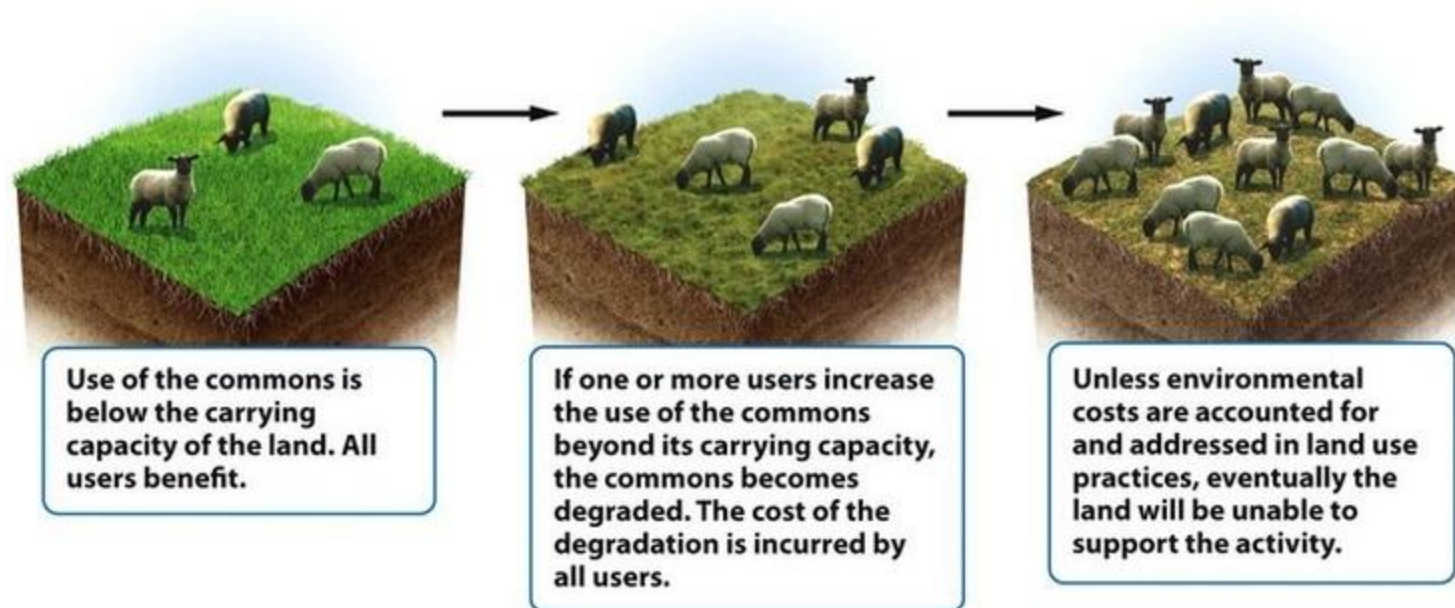 Use of the commons is
below the carrying
capacity of the land. All
users benefit.
If one or more users increase
the use of the commons
beyond its carrying capacity,
the commons becomes
degraded. The cost of the
degradation is incurred by
all users.
Unless environmental
costs are accounted for
and addressed in land use
practices, eventually the
land will be unable to
support the activity.